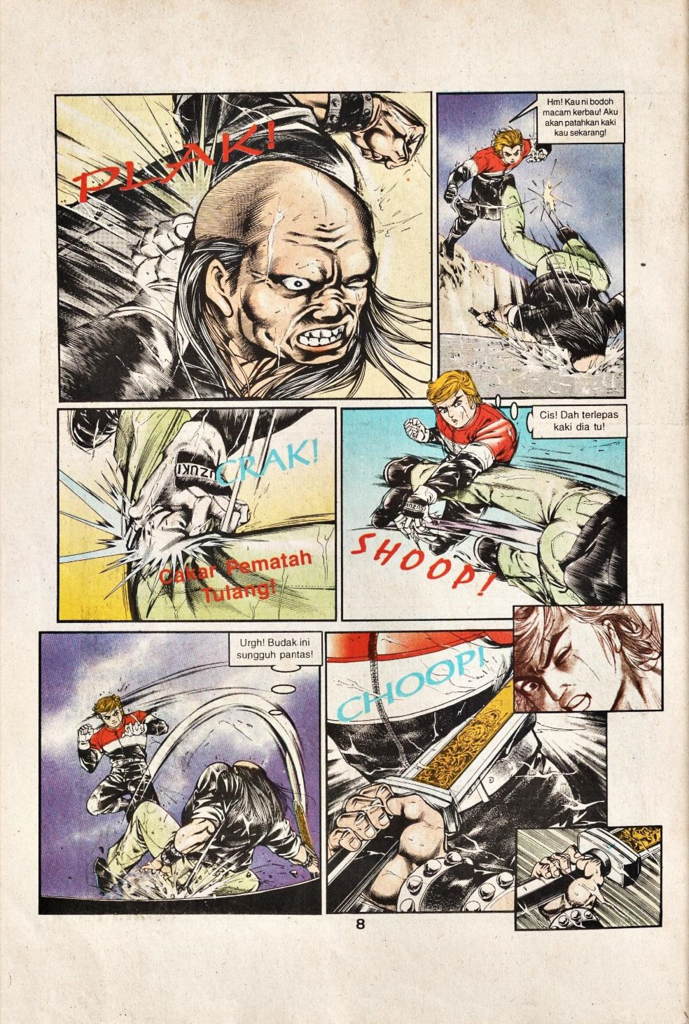 PLAK!
Hm! Kau ni bodoh
macam kerbau! Aku
akan patahkan kaki
kau sekarang!
UZUKI
CRAK!
Cakar Pematah
Tulang!
Cis! Dah terlepas
kaki dia tu!
SHOOP!
Urgh! Budak ini
sungguh pantas!
CHOOP!
8